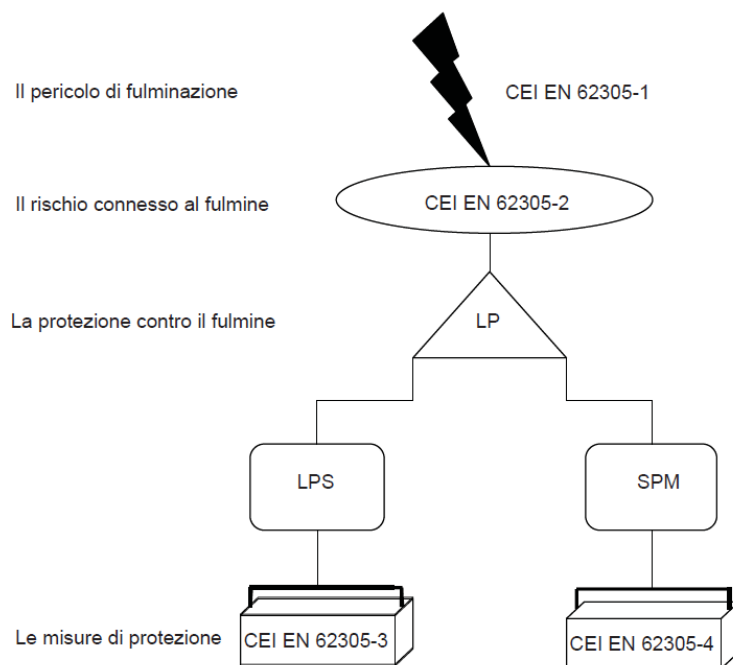 Il pericolo di fulminazione
CEI EN 62305-1
Il rischio connesso al fulmine
CEI EN 62305-2
La protezione contro il fulmine
LP
LPS
SPM
Le misure di protezione
CEI EN 62305-3
CEI EN 62305-4